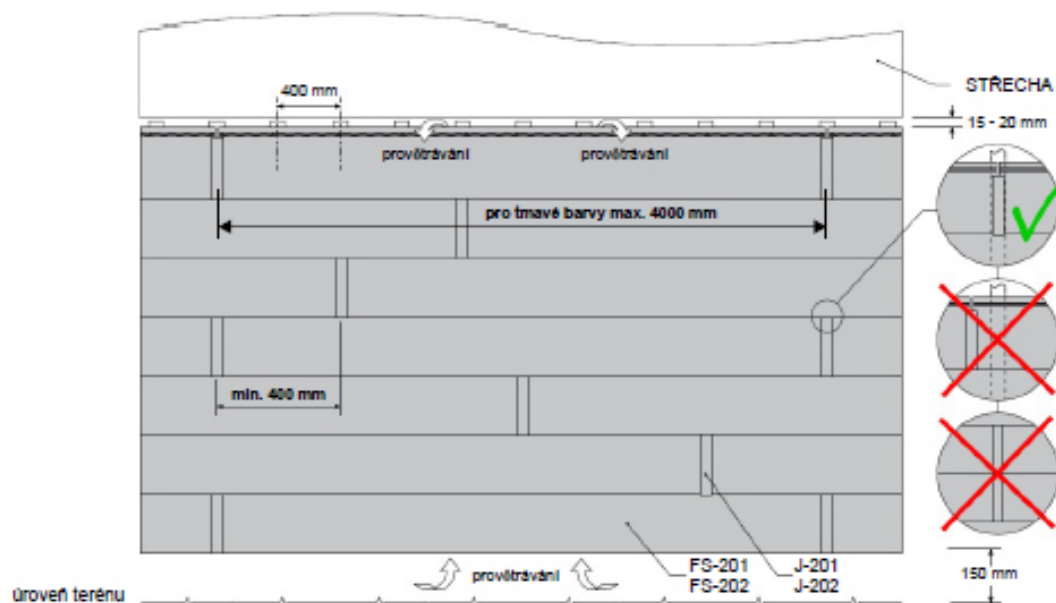 STŘECHA
400 mm
15 - 20 mm
provětrávání
provětrávání
pro tmavé barvy max. 4000 mm
min. 400 mm
FS-201
FS-202
J-201
J-202
150 mm
provětrávání
úroveň terénu